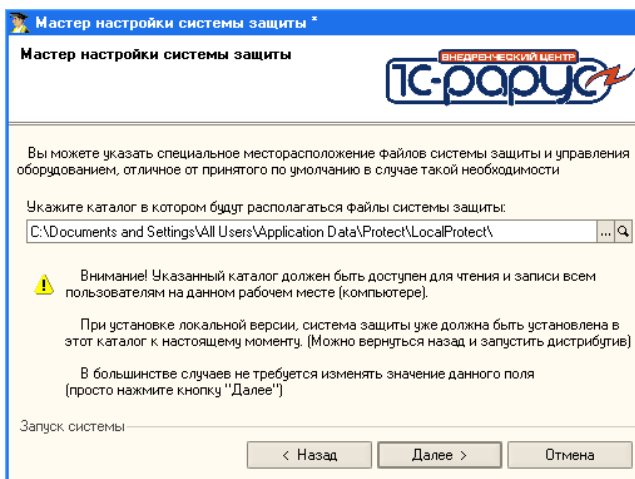 Мастер настройки системы защиты *
Мастер настройки системы защиты
ВНЕДРЕНЧЕСКИЙ ЦЕНТР
1С-рарус
Вы можете указать специальное месторасположение файлов системы защиты и управления
оборудованием, отличное от принятого по умолчанию в случае такой необходимости
Укажите каталог в котором будут располагаться файлы системы защиты:
C:\Documents and Settings\All Users\Application Data\Protect\LocalProtect\
...
Внимание! Указанный каталог должен быть доступен для чтения и записи всем
пользователям на данном рабочем месте (компьютере).
При установке локальной версии, система защиты уже должна быть установлена в
этот каталог к настоящему моменту. (Можно вернуться назад и запустить дистрибутив)
В большинстве случаев не требуется изменять значение данного поля
(просто нажмите кнопку "Далее")
Запуск системы
< Назад
Далее >
Отмена